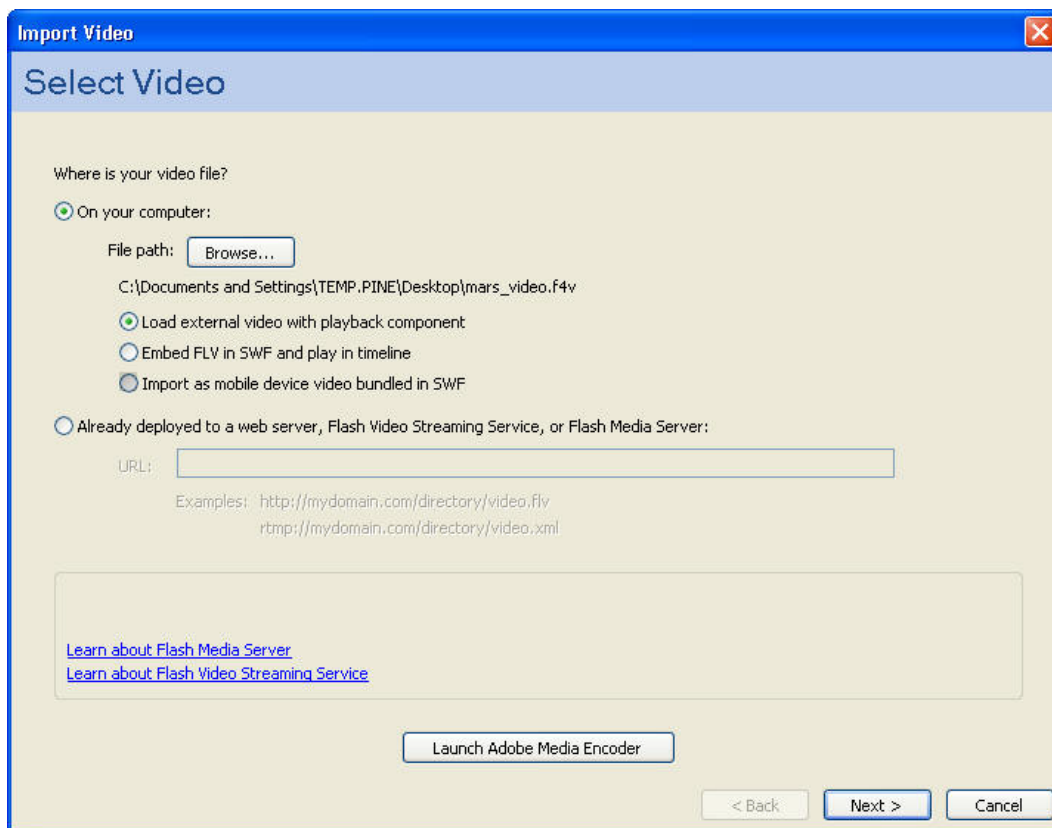 Import Video
Select Video
Where is your video file?
On your computer:
File path: Browse...
C:\Documents and Settings\TEMP.PINE\Desktop\mars_video.f4v
Load external video with playback component
Embed FLV in SWF and play in timeline
Import as mobile device video bundled in SWF
Already deployed to a web server, Flash Video Streaming Service, or Flash Media Server:
URL:
Examples: http://mydomain.com/directory/video.flv
rtmp://mydomain.com/directory/video.xml
Learn about Flash Media Server
Learn about Flash Video Streaming Service
Launch Adobe Media Encoder
< Back Next > Cancel